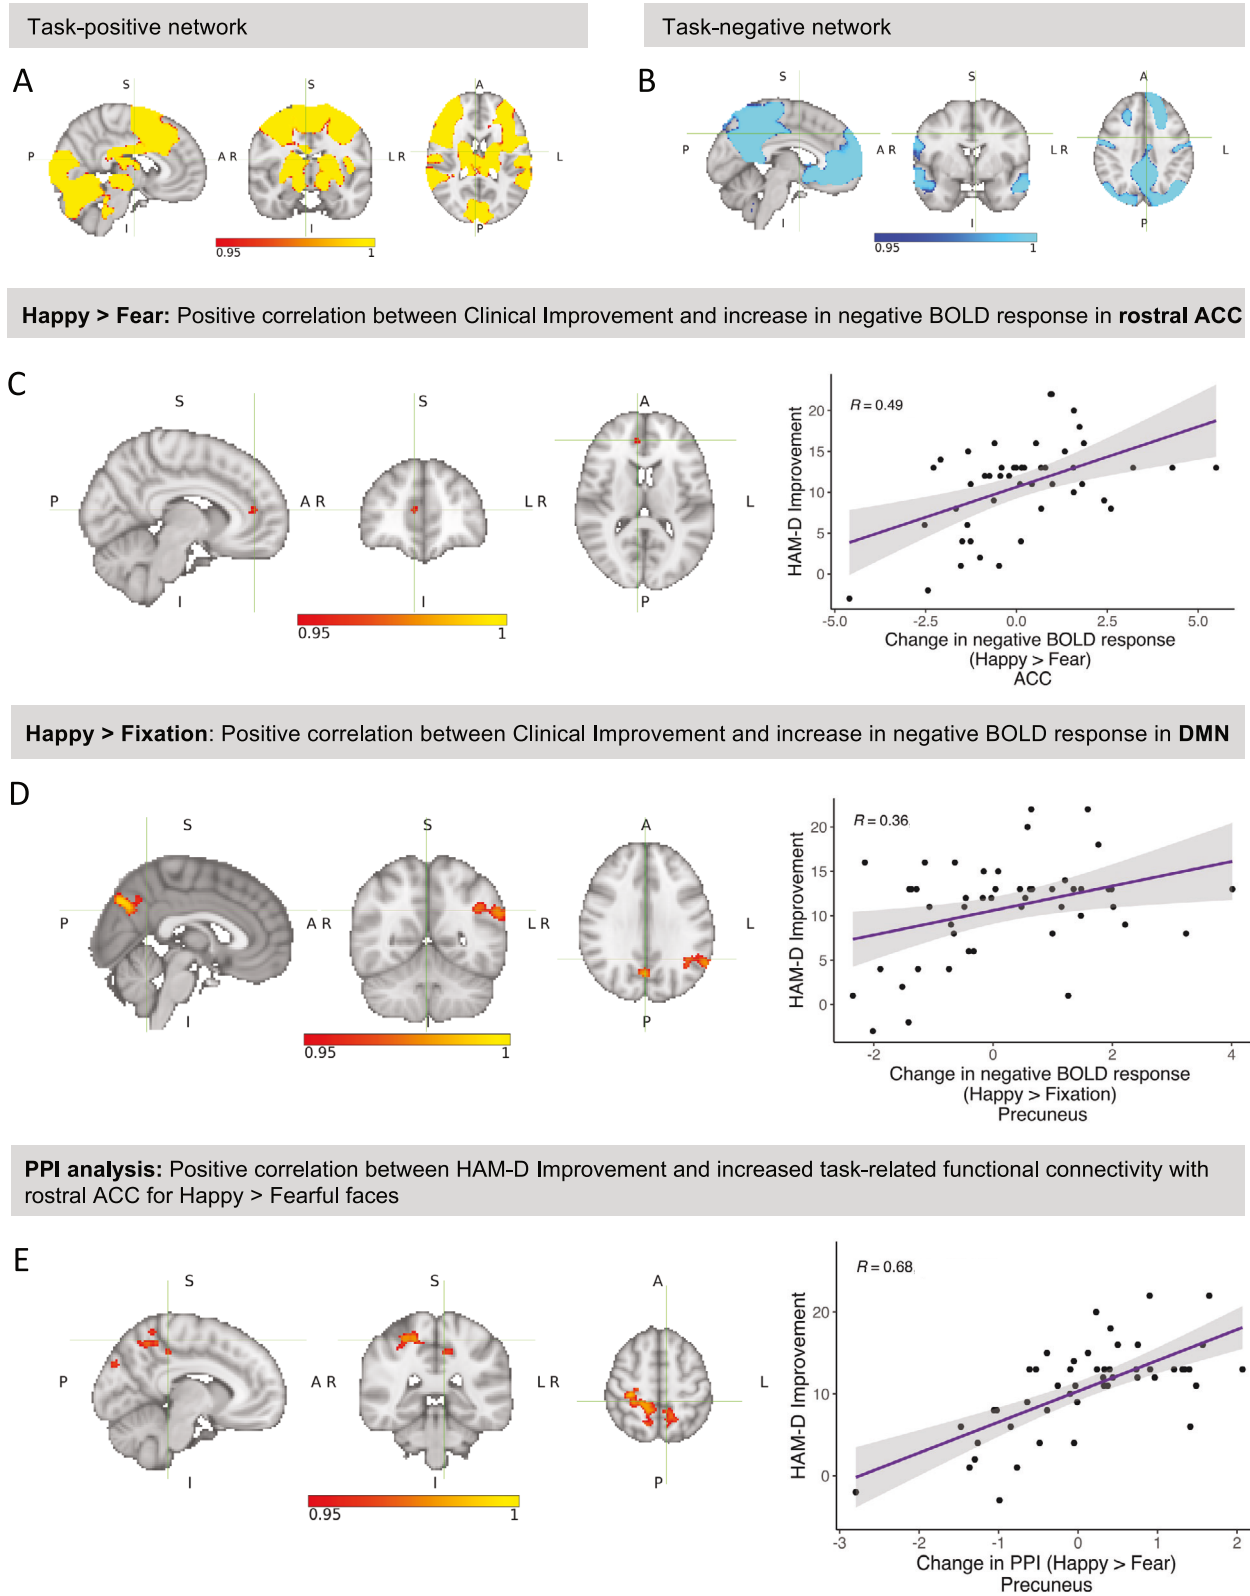 Task-positive network
Task-negative network
A
S
S
A
P
A R
L R
L
I
I
P
0.95
1
B
S
S
A
P
A R
L R
L
I
I
P
0.95
1
Happy > Fear: Positive correlation between Clinical Improvement and increase in negative BOLD response in rostral ACC
C
S
S
A
P
A R
L R
L
I
I
P
0.95
1
R = 0.49
HAM-D Improvement
20
15
10
5
0
-5.0
-2.5
0.0
2.5
5.0
Change in negative BOLD response
(Happy > Fear)
ACC
Happy > Fixation: Positive correlation between Clinical Improvement and increase in negative BOLD response in DMN
D
S
S
A
P
A R
L R
L
I
I
P
0.95
1
R = 0.36
HAM-D Improvement
20
15
10
5
0
-2
0
2
4
Change in negative BOLD response
(Happy > Fixation)
Precuneus
PPI analysis: Positive correlation between HAM-D Improvement and increased task-related functional connectivity with
rostral ACC for Happy > Fearful faces
E
S
S
A
P
A R
L R
L
I
I
P
0.95
1
R = 0.68
HAM-D Improvement
20
10
0
-3
-2
-1
0
1
2
Change in PPI (Happy > Fear)
Precuneus